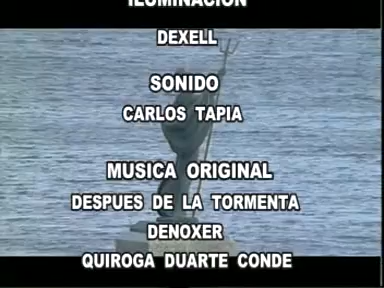 ILUMINACION
DEXELL
SONIDO
CARLOS TAPIA
MUSICA ORIGINAL
DESPUES DE LA TORMENTA
DENOXER
QUIROGA DUARTE CONDE